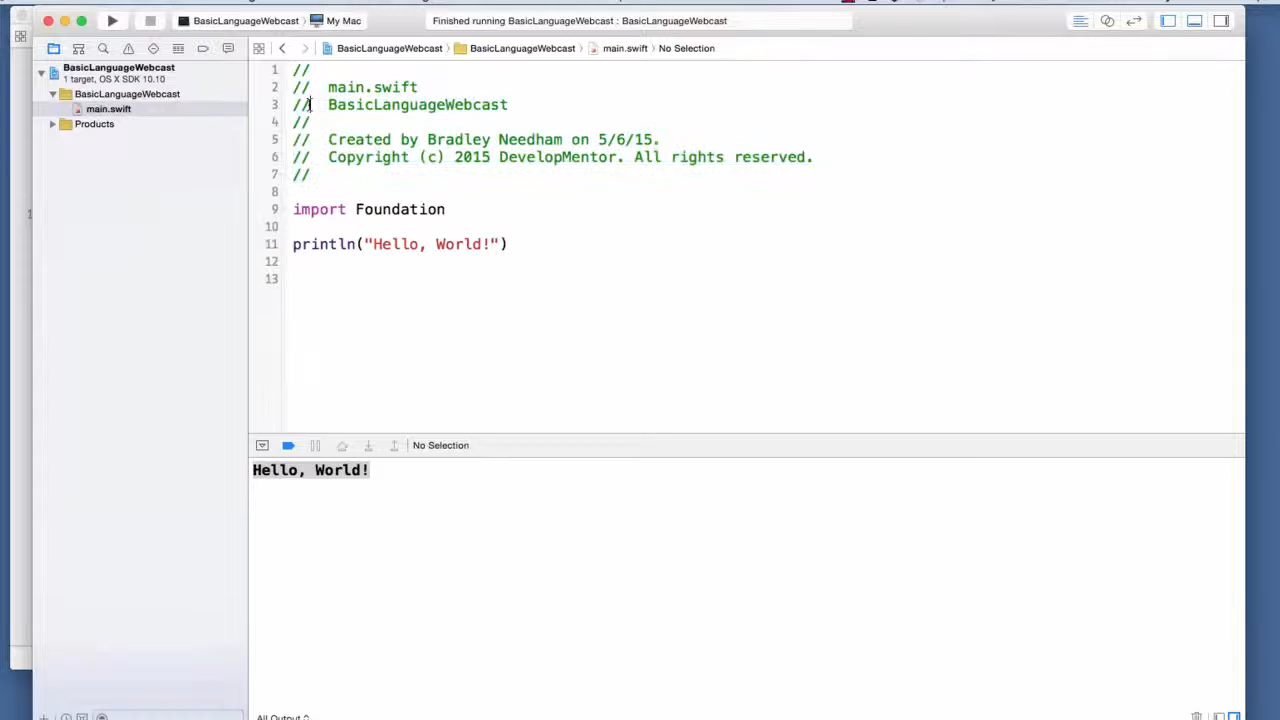 BasicLanguageWebcast My Mac
Finished running BasicLanguageWebcast : BasicLanguageWebcast
BasicLanguageWebcast
1 target, OS X SDK 10.10
BasicLanguageWebcast
main.swift
Products
BasicLanguageWebcast BasicLanguageWebcast main.swift No Selection
1 //
2 //  main.swift
3 //  BasicLanguageWebcast
4 //
5 //  Created by Bradley Needham on 5/6/15.
6 //  Copyright (c) 2015 DevelopMentor. All rights reserved.
7 //
8
9 import Foundation
10
11 println("Hello, World!")
12
13
No Selection
Hello, World!
All Output